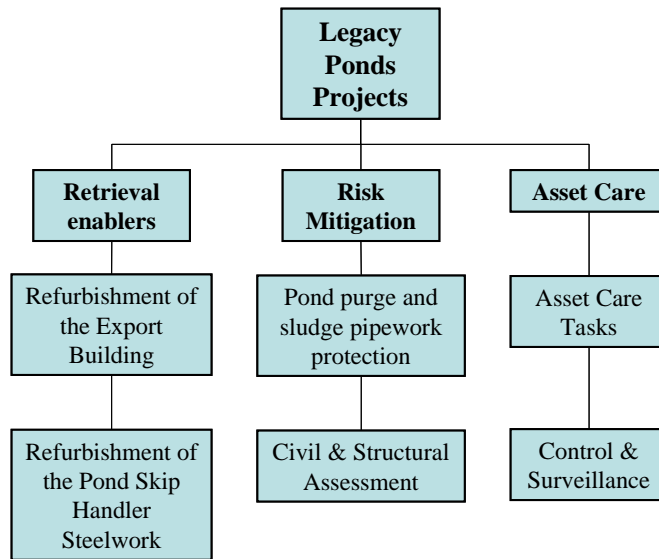 Legacy
Ponds
Projects
Retrieval
enablers
Risk
Mitigation
Asset Care
Refurbishment of
the Export
Building
Pond purge and
sludge pipework
protection
Asset Care
Tasks
Refurbishment of
the Pond Skip
Handler
Steelwork
Civil & Structural
Assessment
Control &
Surveillance